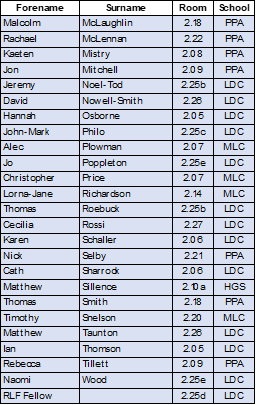 Forename Surname Room School
Malcolm McLaughlin 2.18 PPA
Rachael McLennan 2.22 PPA
Kaeten Mistry 2.08 PPA
Jon Mitchell 2.09 PPA
Jeremy Noel-Tod 2.25b LDC
David Nowell-Smith 2.26 LDC
Hannah Osborne 2.05 LDC
John-Mark Philo 2.25c LDC
Alec Plowman 2.07 MLC
Jo Poppleton 2.25e LDC
Christopher Price 2.07 MLC
Lorna-Jane Richardson 2.14 MLC
Thomas Roebuck 2.25b LDC
Cecilia Rossi 2.27 LDC
Karen Schaller 2.06 LDC
Nick Selby 2.21 PPA
Cath Sharrock 2.06 LDC
Matthew Sillence 2.10a HGS
Thomas Smith 2.18 PPA
Timothy Snelson 2.20 MLC
Matthew Taunton 2.26 LDC
Ian Thomson 2.05 LDC
Rebecca Tillett 2.09 PPA
Naomi Wood 2.25e LDC
RLF Fellow 2.25d LDC